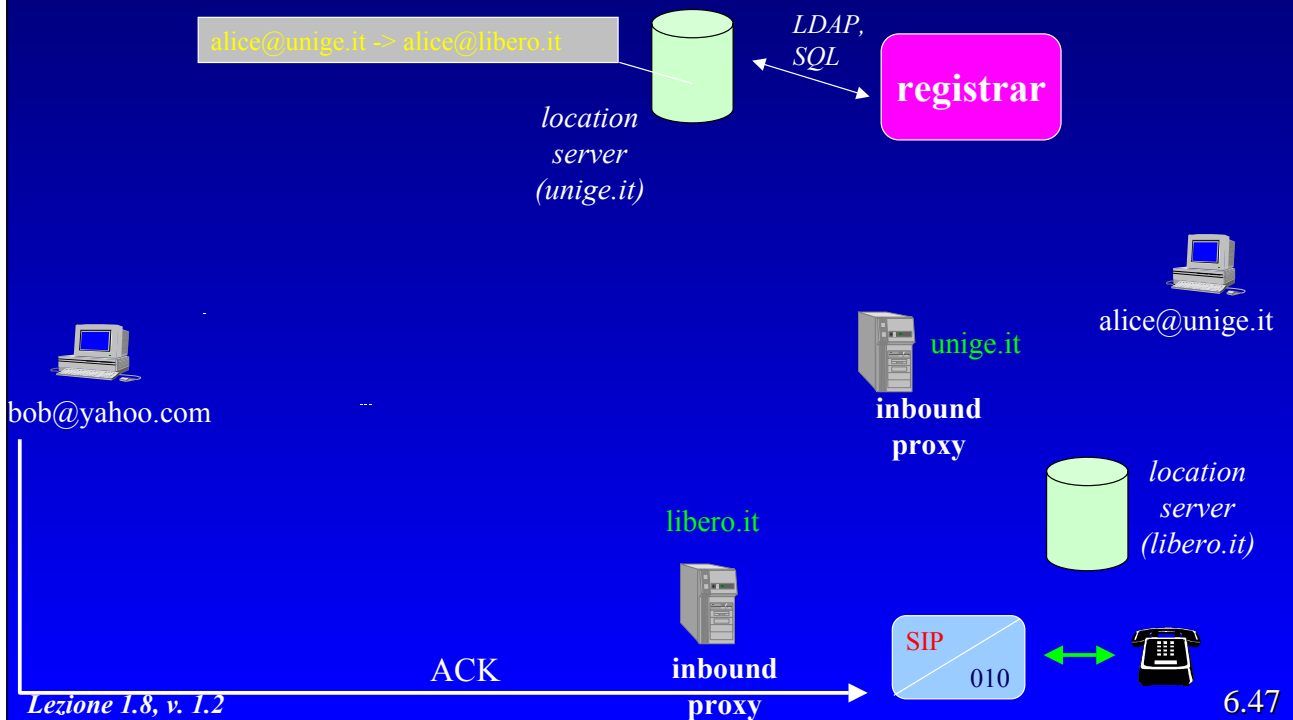 alice@unige.it -> alice@libero.it
LDAP,
SQL
registrar
location
server
(unige.it)
alice@unige.it
unige.it
bob@yahoo.com
inbound
proxy
location
server
(libero.it)
libero.it
SIP
010
ACK
inbound
proxy
Lezione 1.8, v. 1.2
6.47